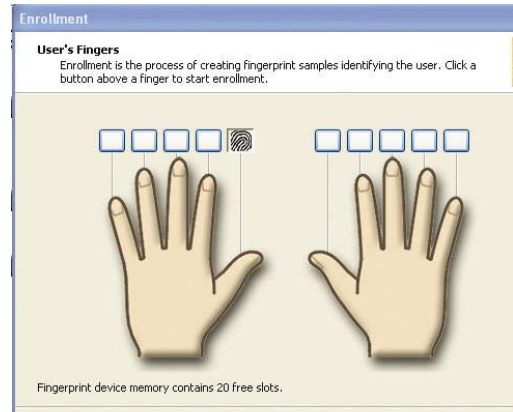 Enrollment
User's Fingers
Enrollment is the process of creating fingerprint samples identifying the user. Click a
button above a finger to start enrollment.
Fingerprint device memory contains 20 free slots.